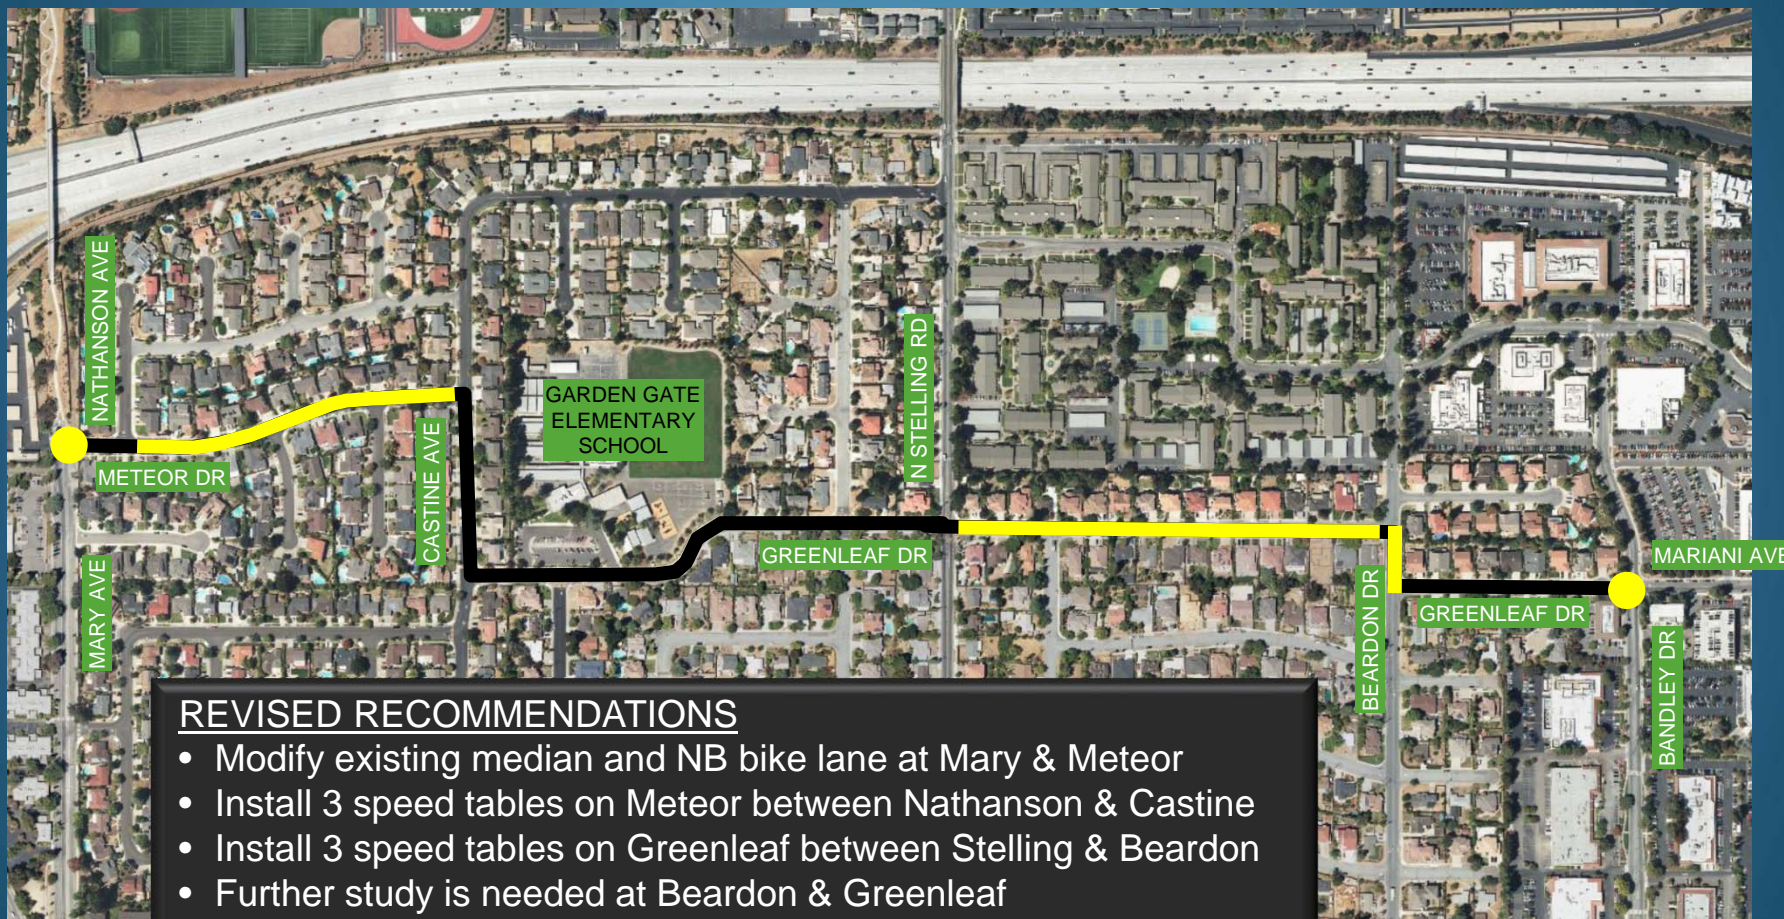 NATHANSON AVE
N STELLING RD
GARDEN GATE
ELEMENTARY
SCHOOL
CASTINE AVE
METEOR DR
GREENLEAF DR
MARIANI AVE
MARY AVE
BEARDON DR
GREENLEAF DR
BANDLEY DR
REVISED RECOMMENDATIONS
• Modify existing median and NB bike lane at Mary & Meteor
• Install 3 speed tables on Meteor between Nathanson & Castine
• Install 3 speed tables on Greenleaf between Stelling & Beardon
• Further study is needed at Beardon & Greenleaf